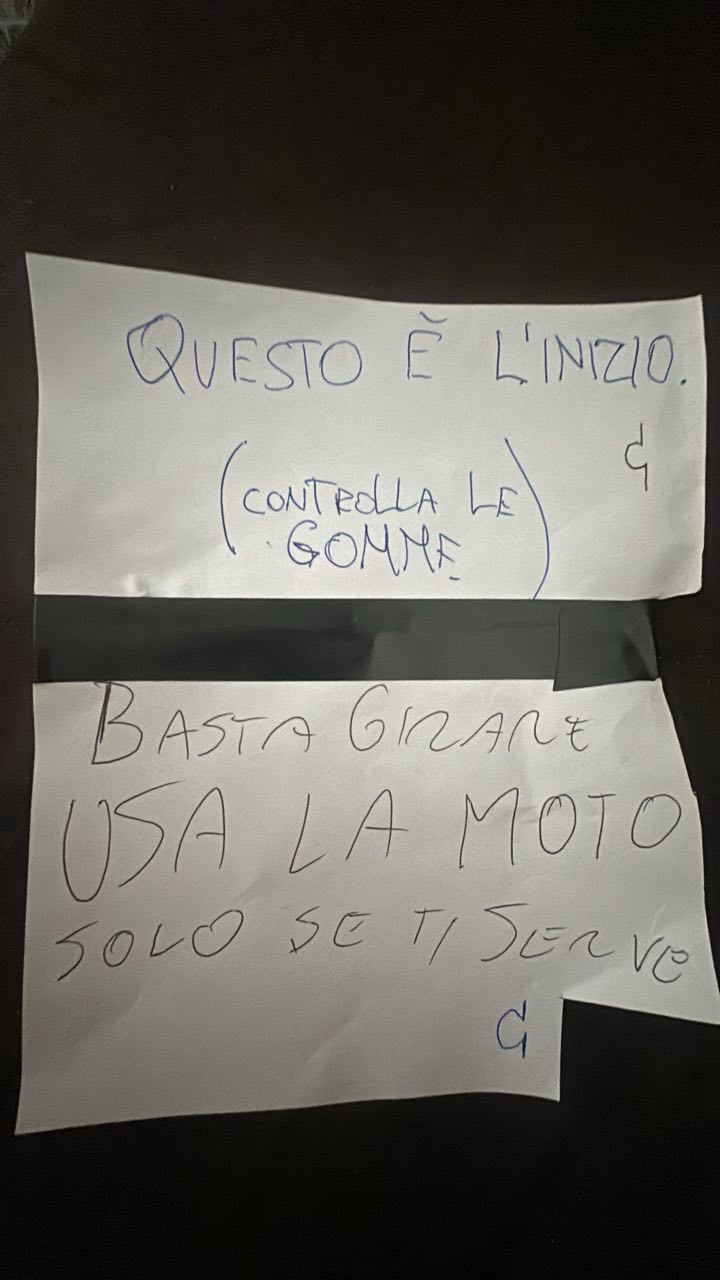 QUESTO È L'INIZIO.
G
(CONTROLLA LE
GOMME)
BASTA GIRARE
USA LA MOTO
SOLO SE TI SERVE
G